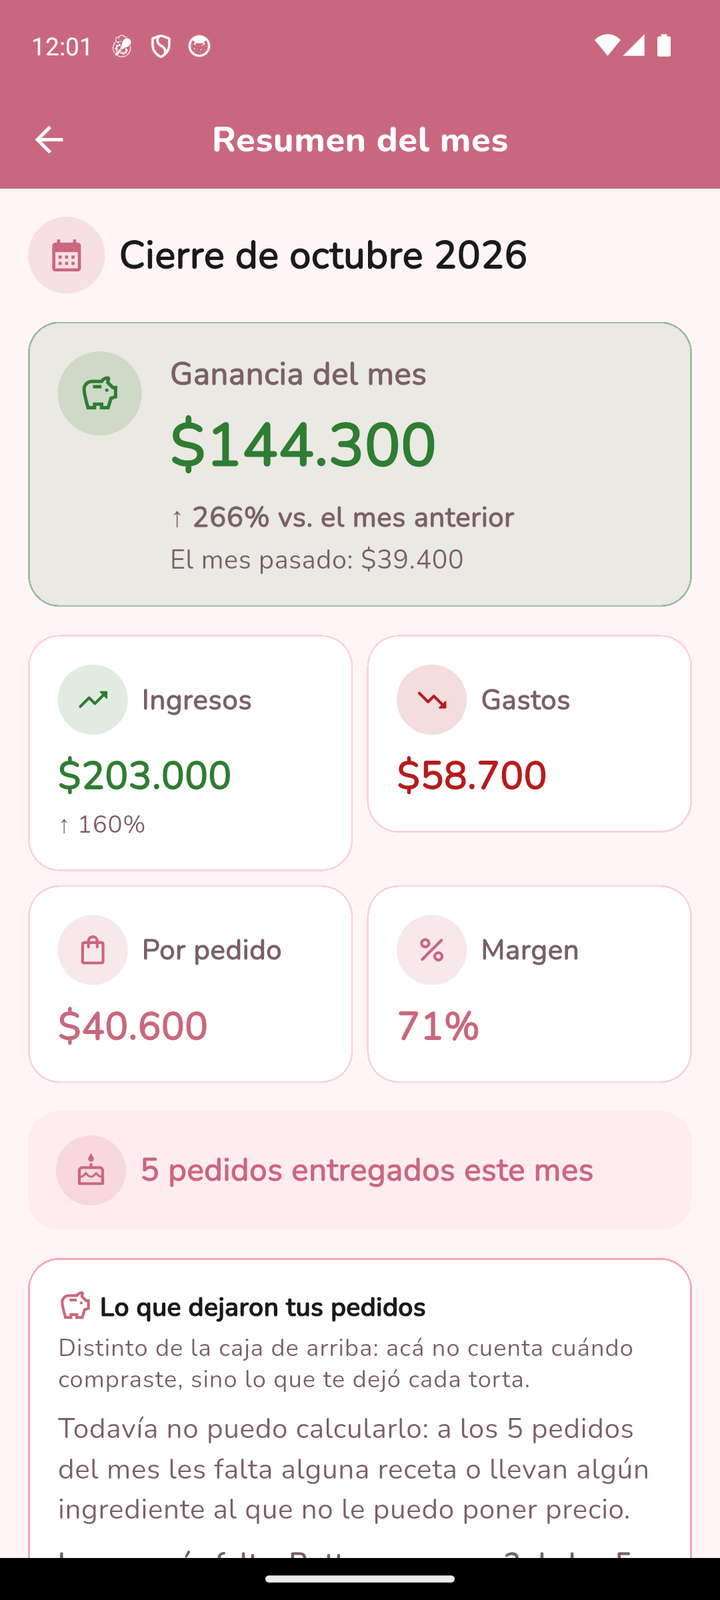 12:01
Resumen del mes
Cierre de octubre 2026
Ganancia del mes
$144.300
↑ 266% vs. el mes anterior
El mes pasado: $39.400
Ingresos
$203.000
↑ 160%
Gastos
$58.700
Por pedido
$40.600
Margen
71%
5 pedidos entregados este mes
Lo que dejaron tus pedidos
Distinto de la caja de arriba: acá no cuenta cuándo
compraste, sino lo que te dejó cada torta.
Todavía no puedo calcularlo: a los 5 pedidos
del mes les falta alguna receta o llevan algún
ingrediente al que no le puedo poner precio.